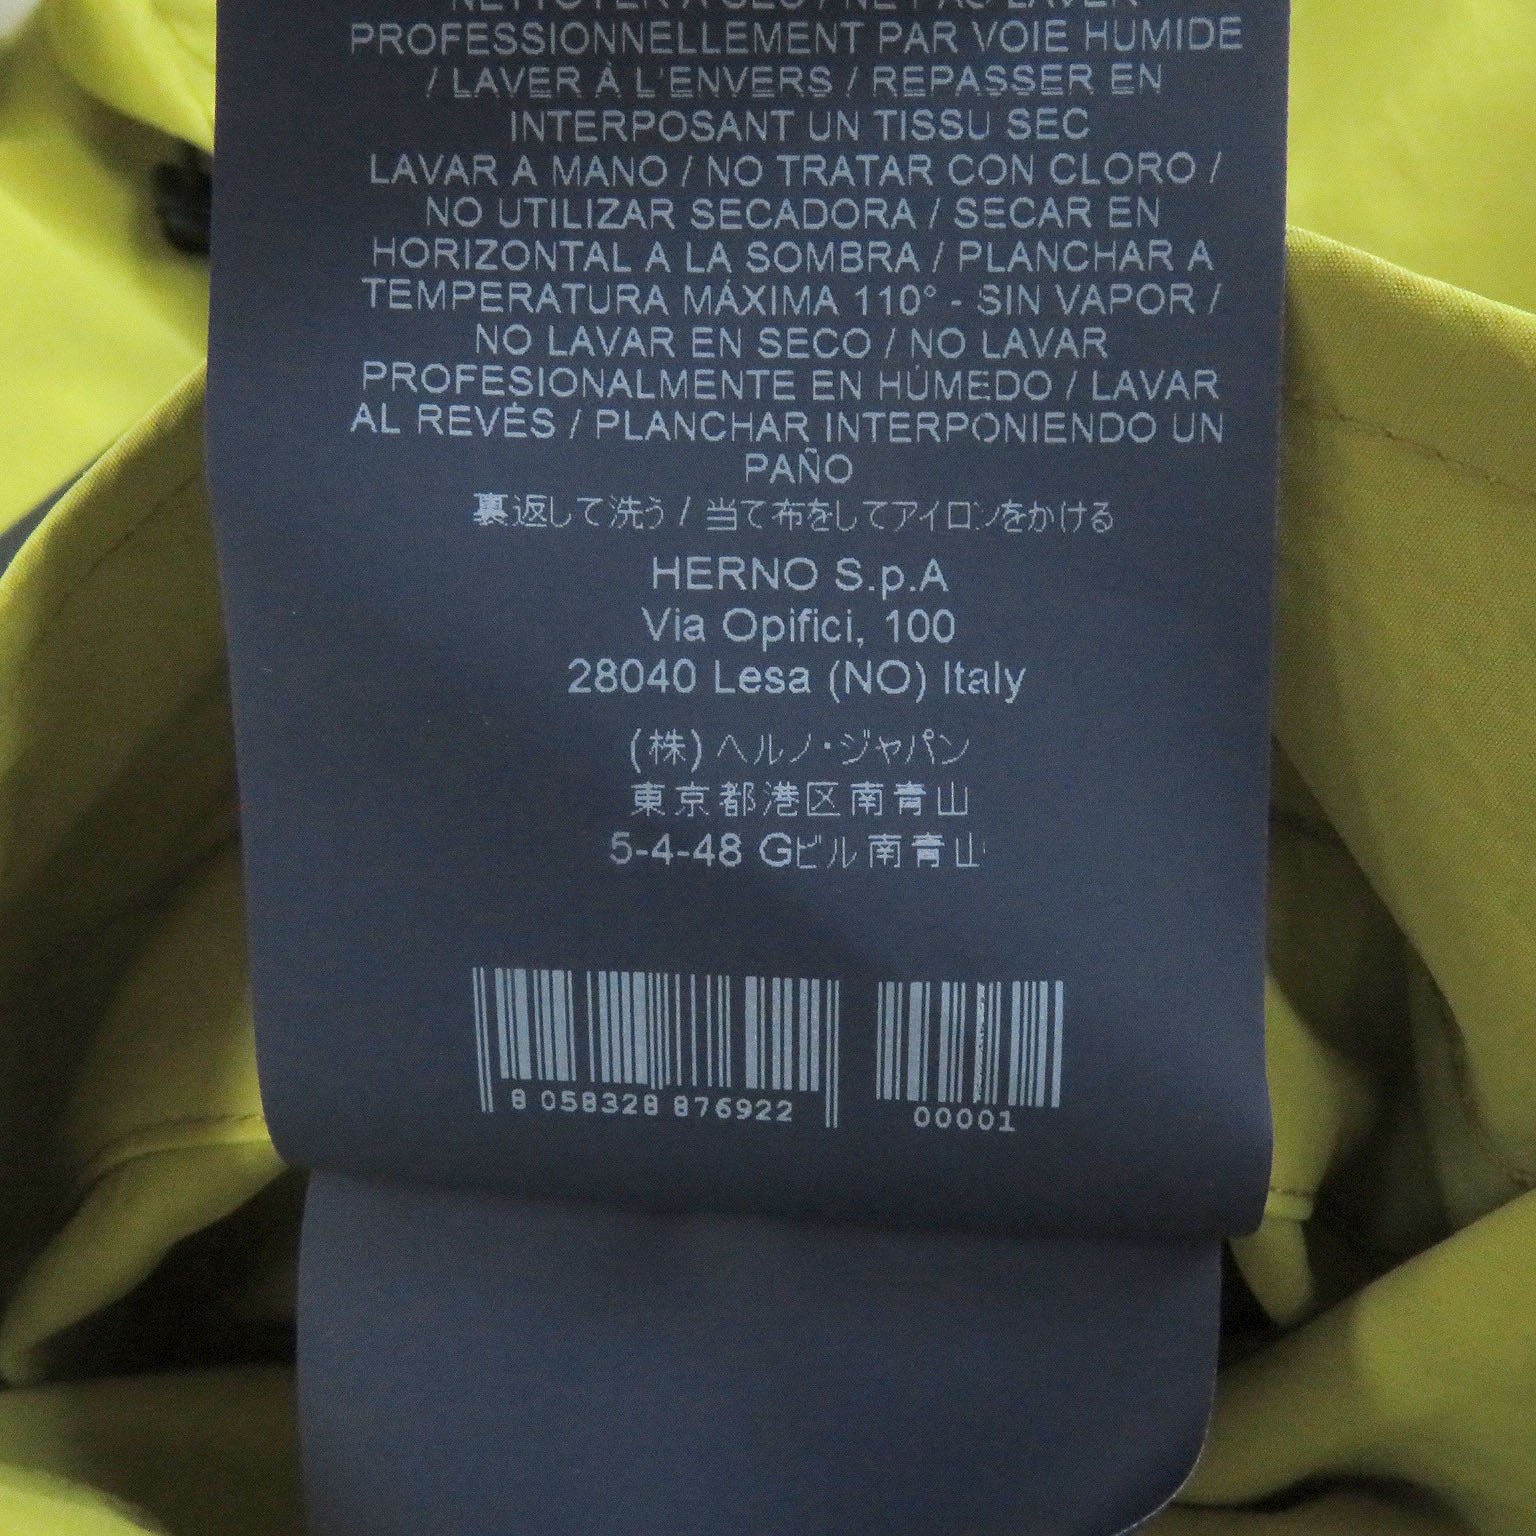 NETTOYER A SEC / NE PAS LAVER
PROFESSIONNELLEMENT PAR VOIE HUMIDE
/ LAVER À L'ENVERS / REPASSER EN
INTERPOSANT UN TISSU SEC
LAVAR A MANO / NO TRATAR CON CLORO /
NO UTILIZAR SECADORA / SECAR EN
HORIZONTAL A LA SOMBRA / PLANCHAR A
TEMPERATURA MÁXIMA 110° - SIN VAPOR /
NO LAVAR EN SECO / NO LAVAR
PROFESIONALMENTE EN HÚMEDO / LAVAR
AL REVÉS / PLANCHAR INTERPONIENDO UN
PAÑO
裏返して洗う / 当て布をしてアイロンをかける
HERNO S.p.A
Via Opifici, 100
28040 Lesa (NO) Italy
(株) ヘルノ・ジャパン
東京都港区南青山
5-4-48 Gビル南青山
8 058328 876922
00001